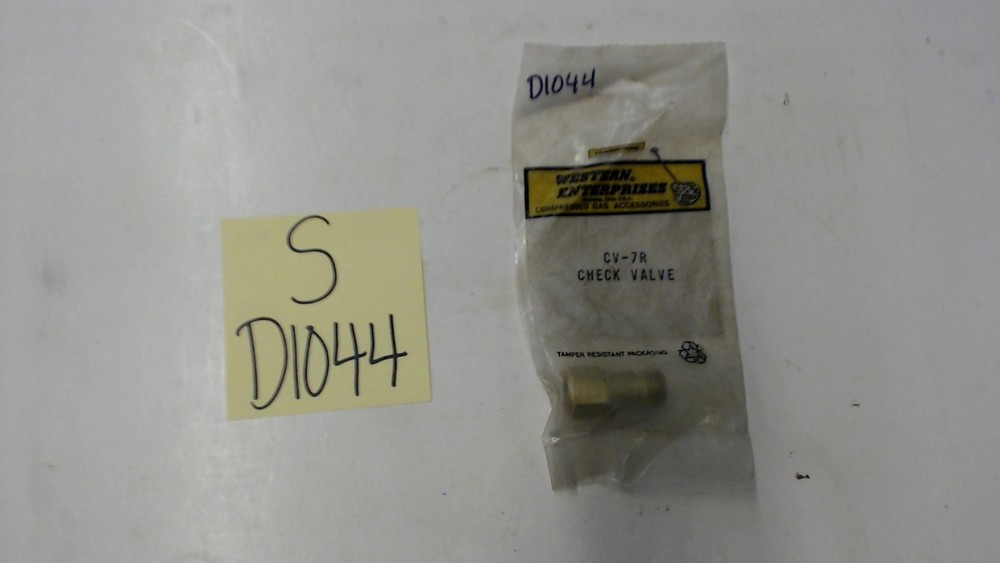 S
D1044
D1044
WESTERN
ENTERPRISES
COMPRESSED GAS ACCESSORIES
CV-7R
CHECK VALVE
TAMPER RESISTANT PACKAGING